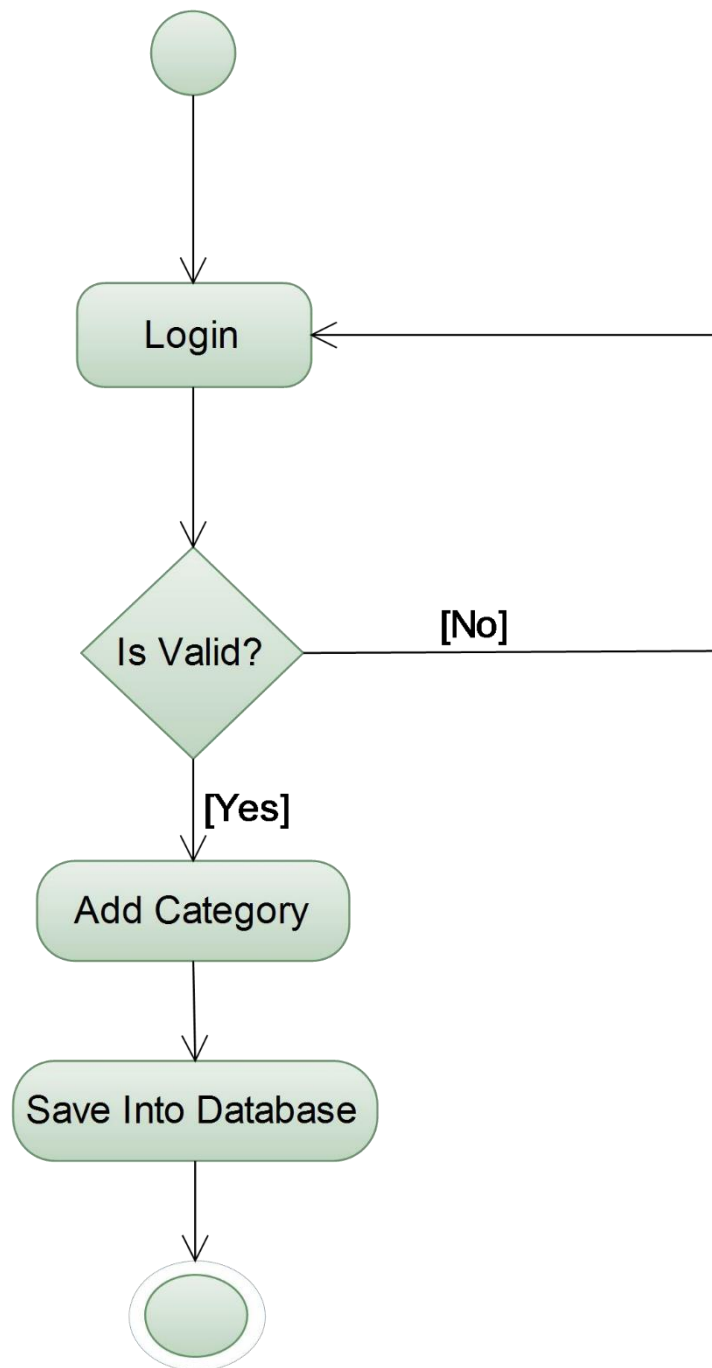 Login
Is Valid?
[No]
[Yes]
Add Category
Save Into Database